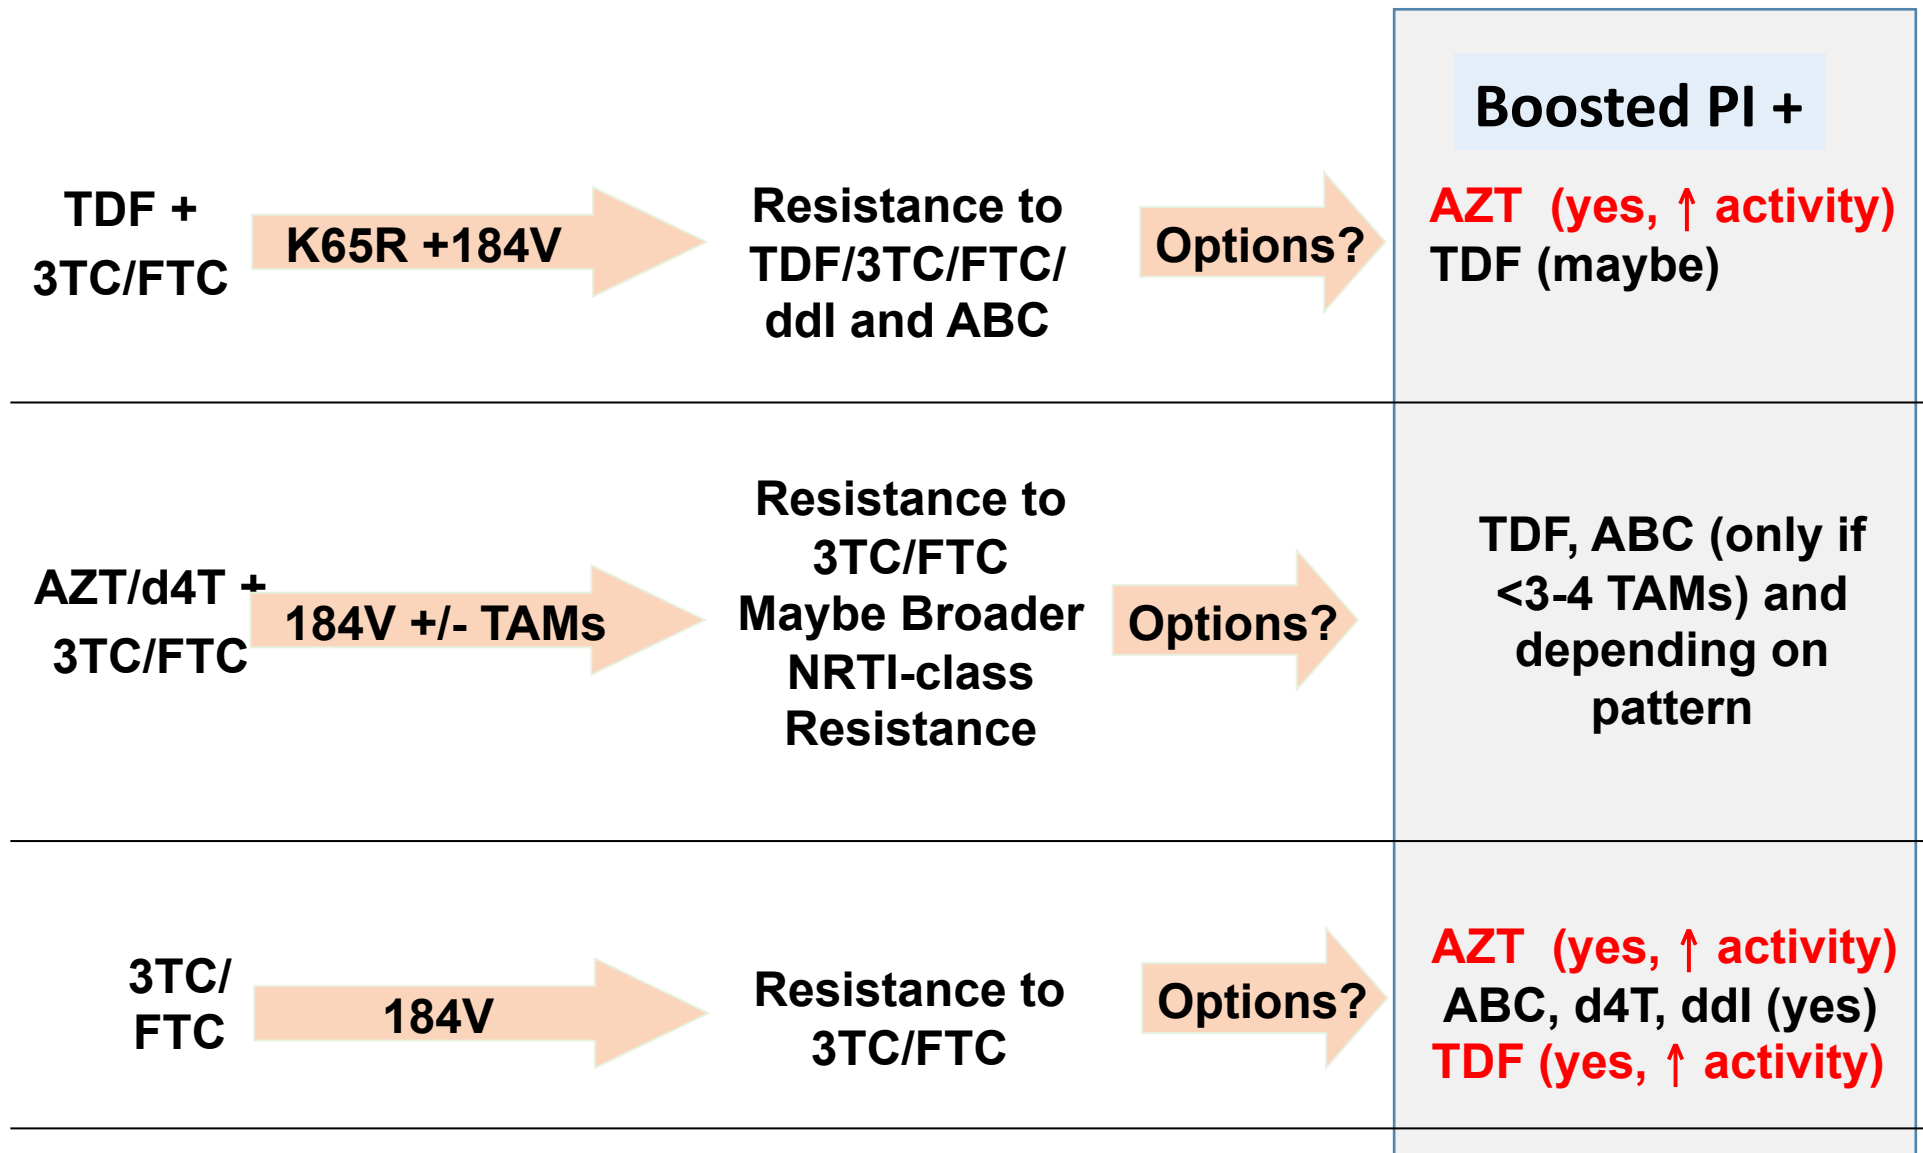 Boosted PI +
TDF +
3TC/FTC
K65R +184V
Resistance to
TDF/3TC/FTC/
ddI and ABC
Options?
AZT (yes, ↑ activity)
TDF (maybe)
AZT/d4T +
3TC/FTC
184V +/- TAMs
Resistance to
3TC/FTC
Maybe Broader
NRTI-class
Resistance
Options?
TDF, ABC (only if
<3-4 TAMs) and
depending on
pattern
3TC/
FTC
184V
Resistance to
3TC/FTC
Options?
AZT (yes, ↑ activity)
ABC, d4T, ddI (yes)
TDF (yes, ↑ activity)